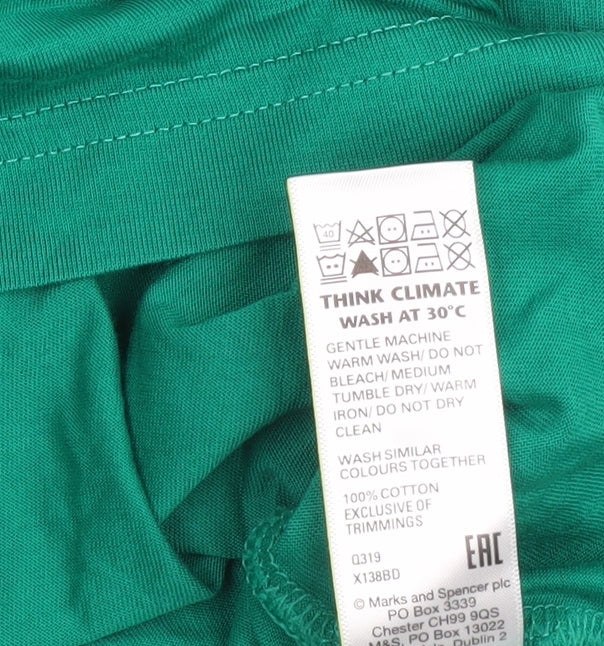 40
THINK CLIMATE
WASH AT 30°C
GENTLE MACHINE
WARM WASH/ DO NOT
BLEACH/ MEDIUM
TUMBLE DRY/ WARM
IRON/ DO NOT DRY
CLEAN
WASH SIMILAR
COLOURS TOGETHER
100% COTTON
EXCLUSIVE OF
TRIMMINGS
Q319
EAC
X138BD
© Marks and Spencer plc
PO Box 3339
Chester CH99 9QS
M&S, PO Box 13022
Dublin 2